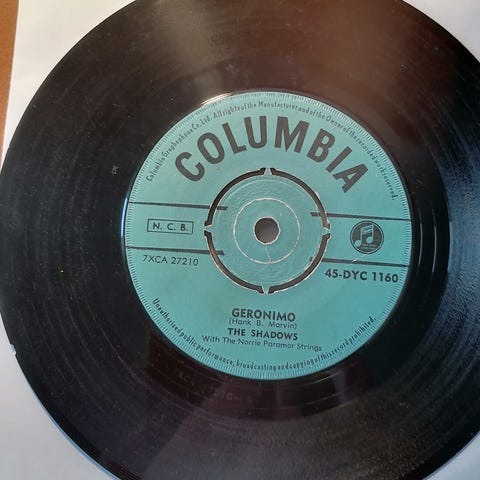 Columbia Graphophone Co. Ltd. All rights of the Manufacturer and of the Owner of the recorded work reserved.
COLUMBIA
N. C. B.
7XCA 27210
45-DYC 1160
GERONIMO
(Hank B. Marvin)
THE SHADOWS
With The Norrie Paramor Strings
Unauthorised public performance, broadcasting and copying of this record prohibited.